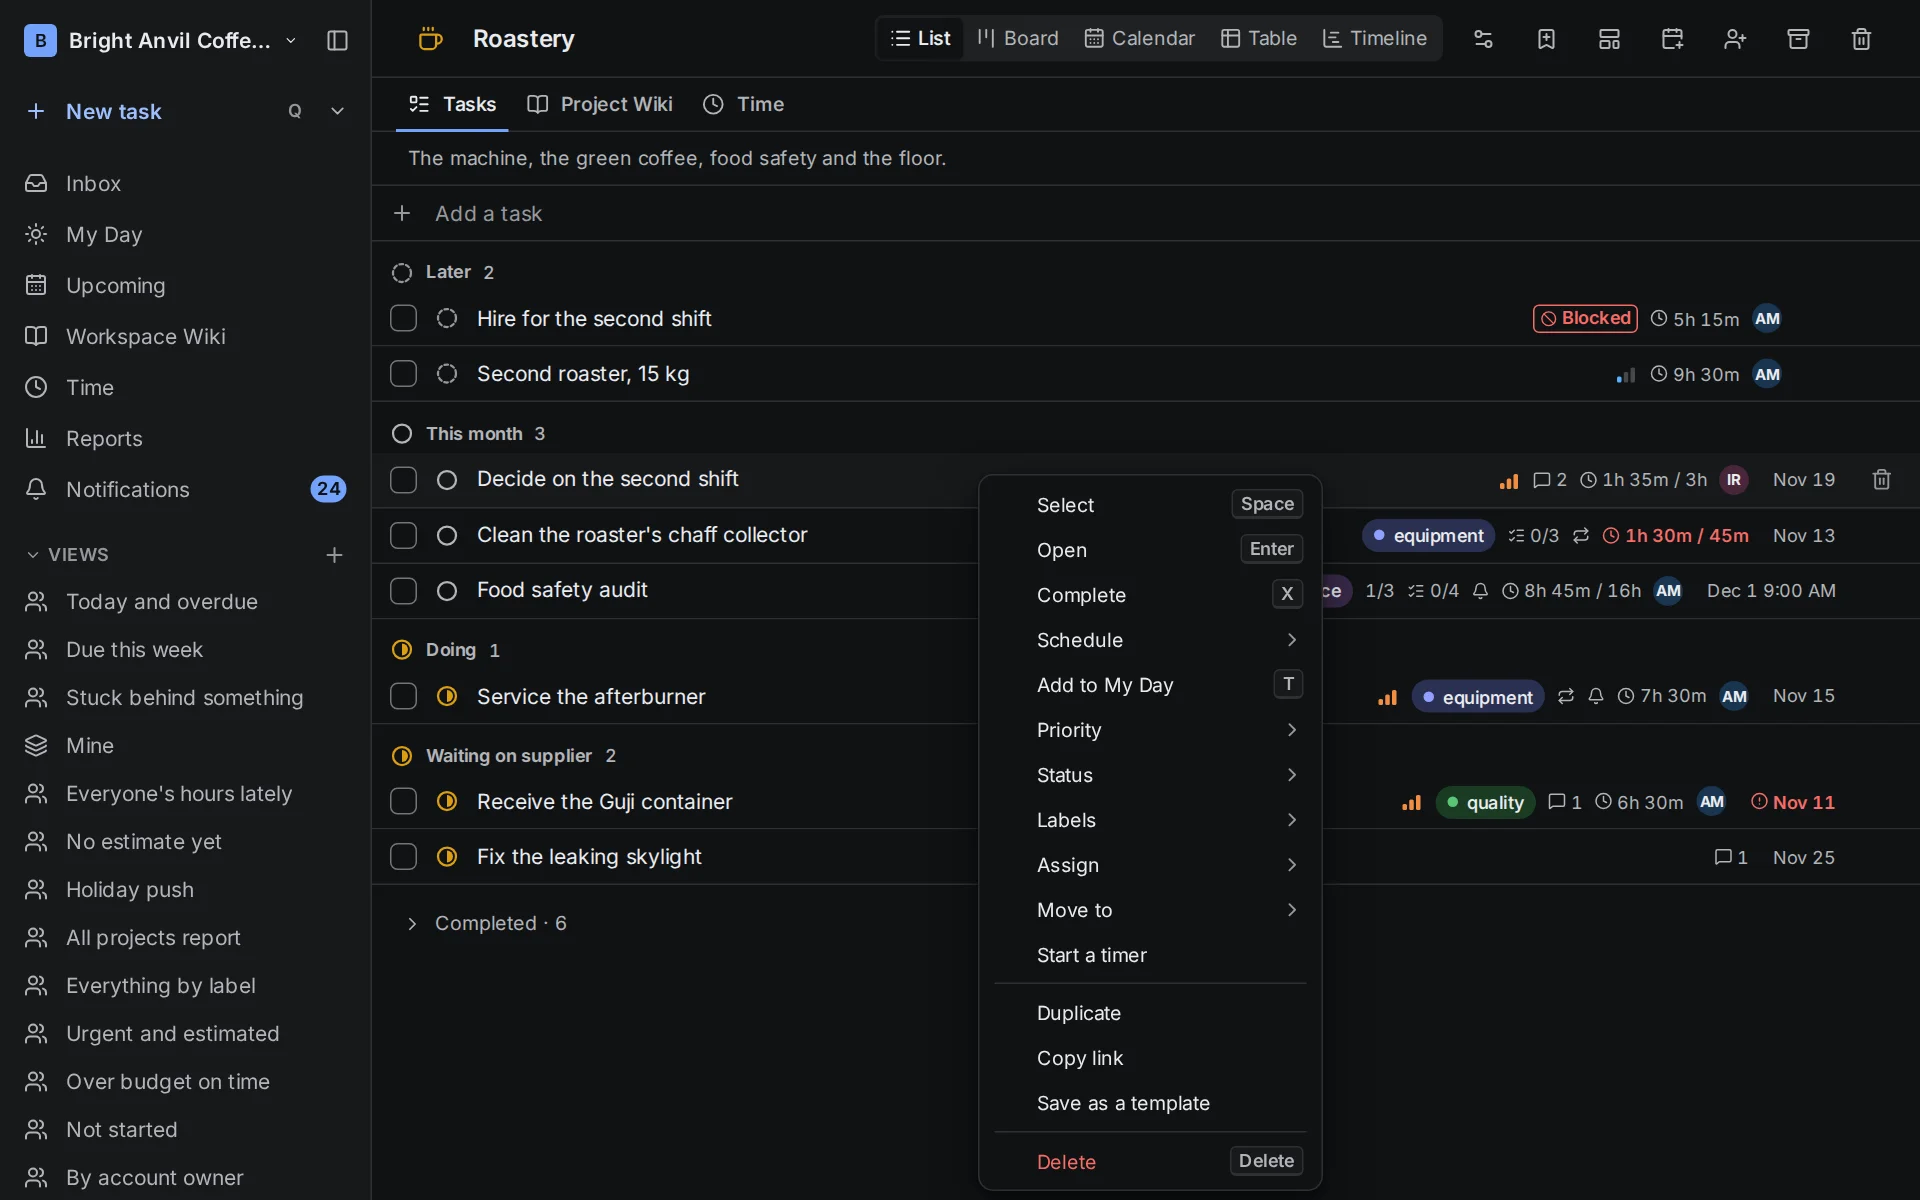 B Bright Anvil Coffe...
New task Q
Inbox
My Day
Upcoming
Workspace Wiki
Time
Reports
Notifications 24
VIEWS
Today and overdue
Due this week
Stuck behind something
Mine
Everyone's hours lately
No estimate yet
Holiday push
All projects report
Everything by label
Urgent and estimated
Over budget on time
Not started
By account owner
Roastery
List Board Calendar Table Timeline
Tasks Project Wiki Time
The machine, the green coffee, food safety and the floor.
Add a task
Later 2
Hire for the second shift Blocked 5h 15m AM
Second roaster, 15 kg 9h 30m AM
This month 3
Decide on the second shift 2 1h 35m / 3h IR Nov 19
Clean the roaster's chaff collector equipment 0/3 1h 30m / 45m Nov 13
Food safety audit ce 1/3 0/4 8h 45m / 16h AM Dec 1 9:00 AM
Doing 1
Service the afterburner equipment 7h 30m AM Nov 15
Waiting on supplier 2
Receive the Guji container quality 1 6h 30m AM Nov 11
Fix the leaking skylight 1 Nov 25
Completed · 6
Select Space
Open Enter
Complete X
Schedule
Add to My Day T
Priority
Status
Labels
Assign
Move to
Start a timer
Duplicate
Copy link
Save as a template
Delete Delete